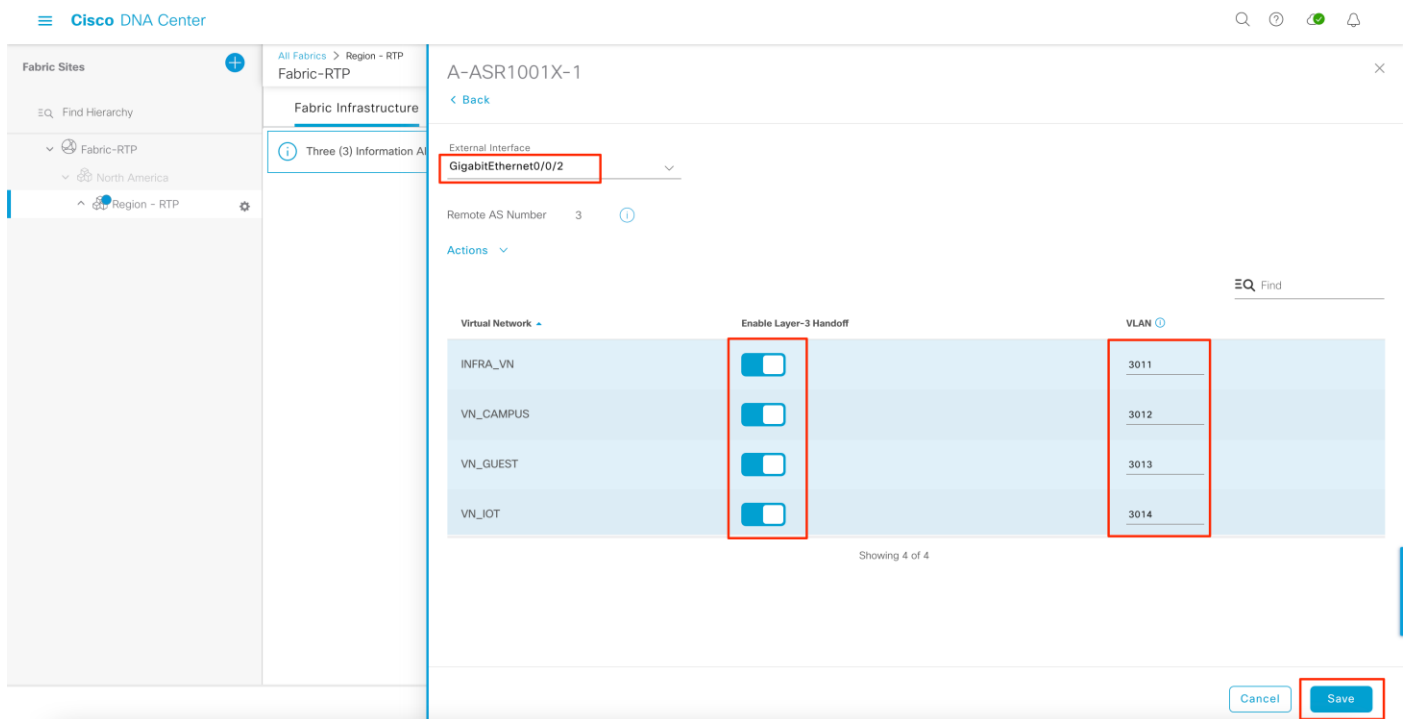 Cisco DNA Center
Fabric Sites
Find Hierarchy
Fabric-RTP
North America
Region - RTP
All Fabrics > Region - RTP
Fabric-RTP
Fabric Infrastructure
Three (3) Information Al
A-ASR1001X-1
< Back
External Interface
GigabitEthernet0/0/2
Remote AS Number 3
Actions
Find
Virtual Network Enable Layer-3 Handoff VLAN
INFRA_VN 3011
VN_CAMPUS 3012
VN_GUEST 3013
VN_IOT 3014
Showing 4 of 4
Cancel Save